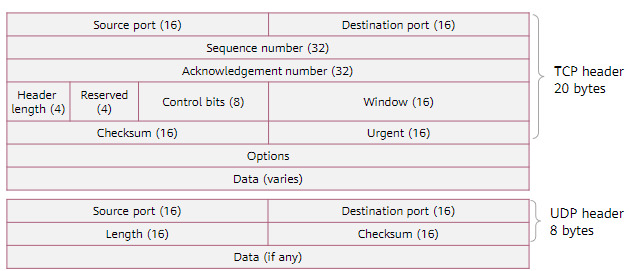 Source port (16) Destination port (16)
Sequence number (32)
Acknowledgement number (32)
Header length (4) Reserved (4) Control bits (8) Window (16)
Checksum (16) Urgent (16)
Options
Data (varies)
TCP header
20 bytes
Source port (16) Destination port (16)
Length (16) Checksum (16)
Data (if any)
UDP header
8 bytes